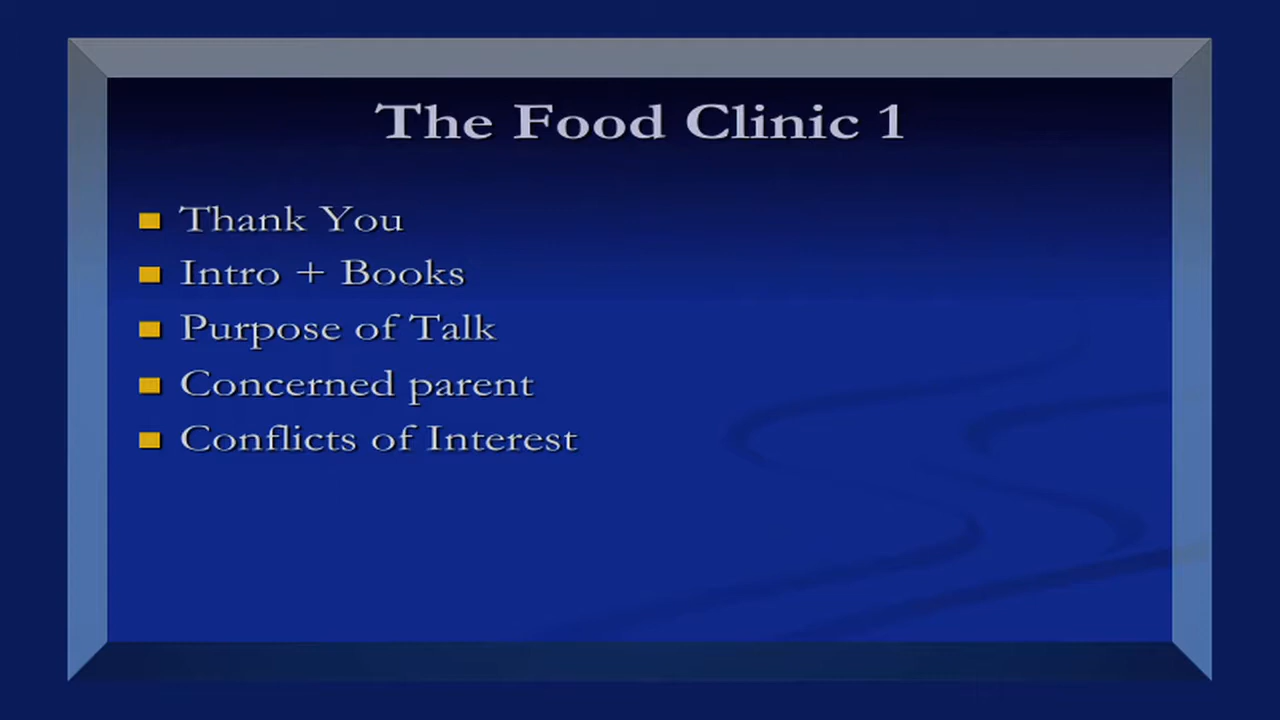 The Food Clinic 1
Thank You
Intro + Books
Purpose of Talk
Concerned parent
Conflicts of Interest